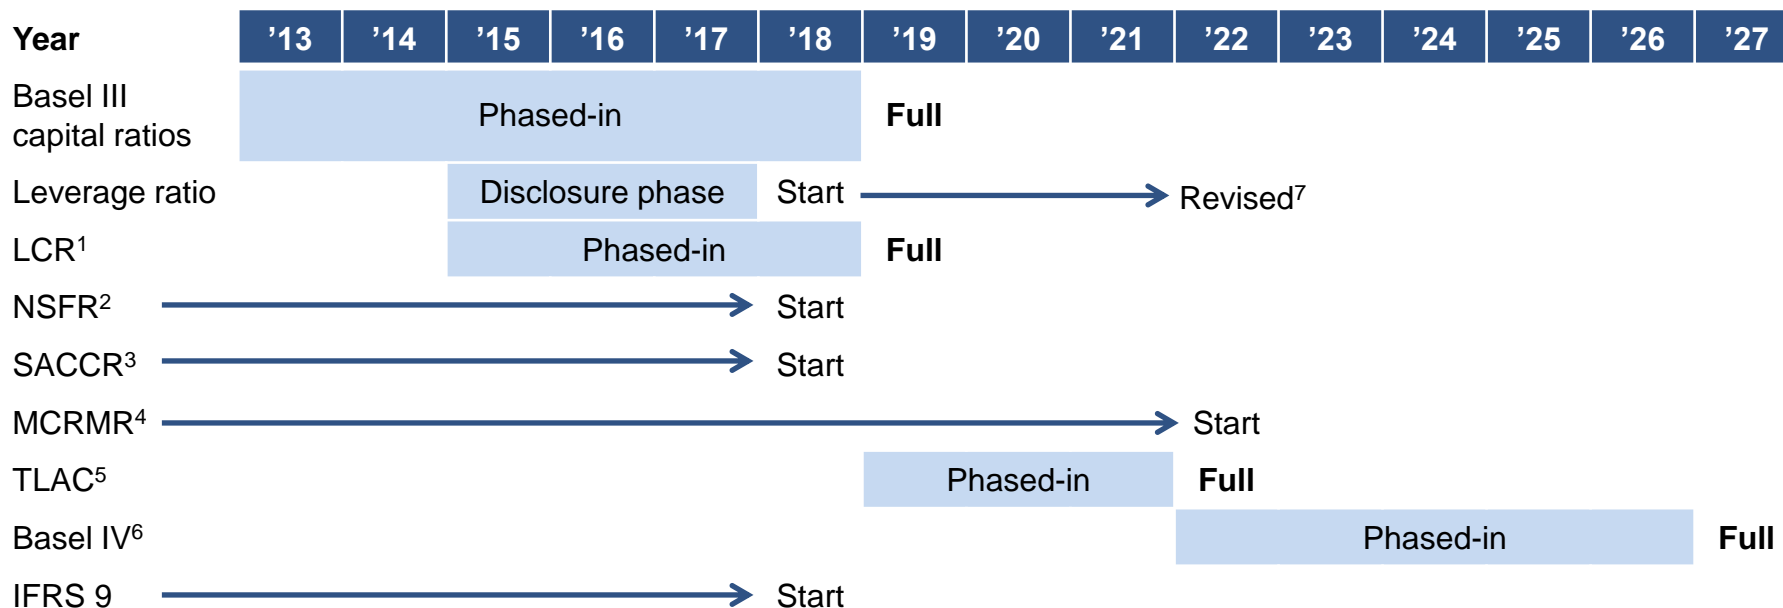 Year ’13 ’14 ’15 ’16 ’17 ’18 ’19 ’20 ’21 ’22 ’23 ’24 ’25 ’26 ’27
Basel III
capital ratios
Phased-in Full
Leverage ratio Disclosure phase Start Revised⁷
LCR¹ Phased-in Full
NSFR² Start
SACCR³ Start
MCRMR⁴ Start
TLAC⁵ Phased-in Full
Basel IV⁶ Phased-in Full
IFRS 9 Start